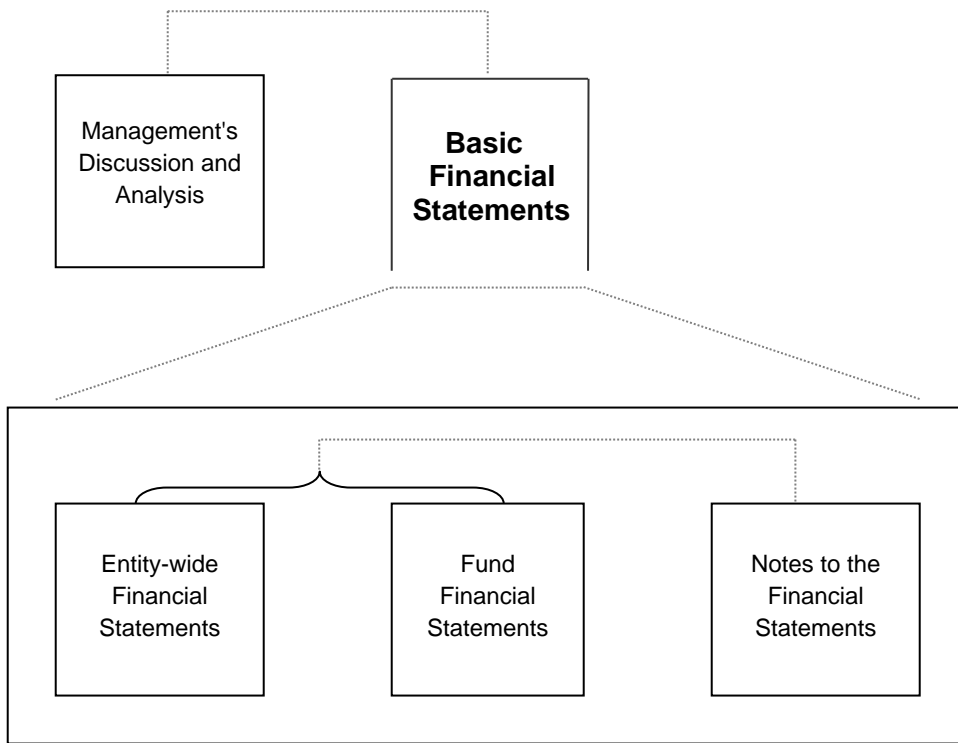 Management's
Discussion and
Analysis
Basic
Financial
Statements
Entity-wide
Financial
Statements
Fund
Financial
Statements
Notes to the
Financial
Statements